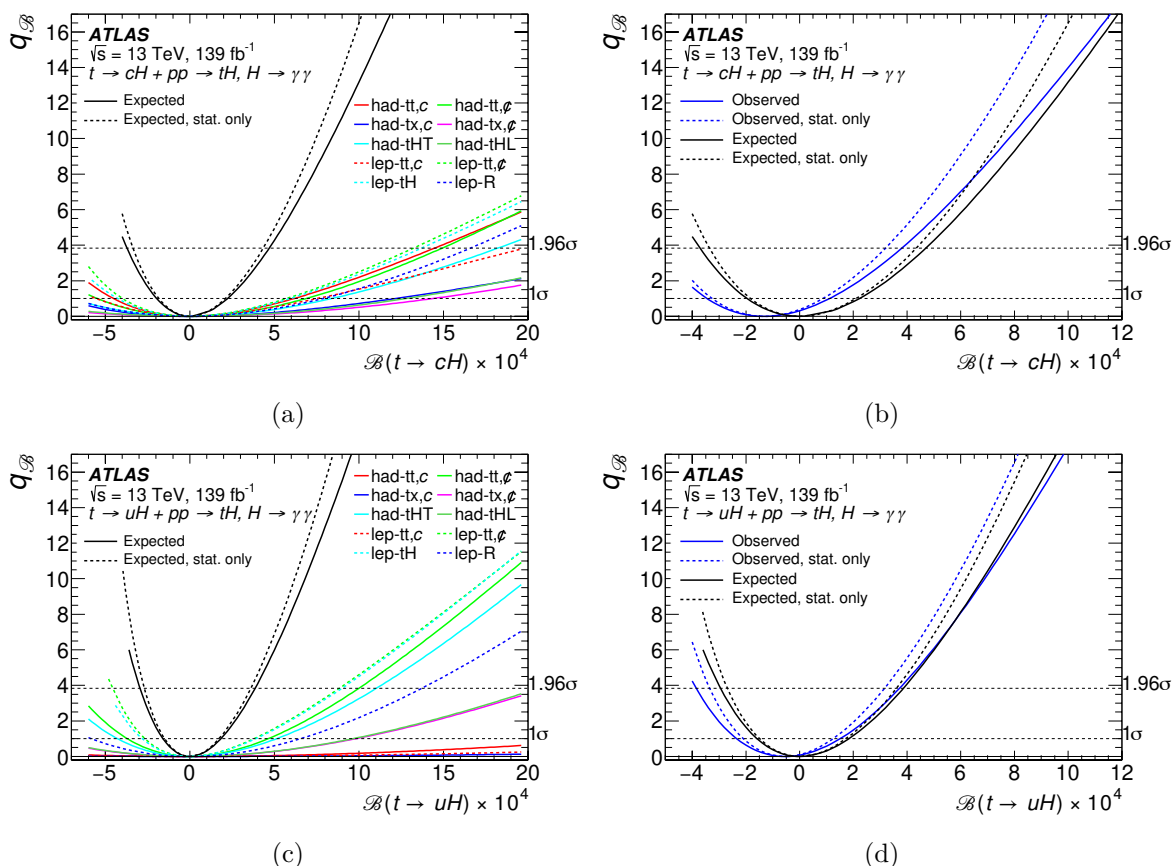 ATLAS
√s = 13 TeV, 139 fb⁻¹
t → cH + pp → tH, H → γγ
Expected
Expected, stat. only
had-tt,c had-tt,ȼ
had-tx,c had-tx,ȼ
had-tHT had-tHL
lep-tt,c lep-tt,ȼ
lep-tH lep-R
1.96σ
1σ
qℬ
16
14
12
10
8
6
4
2
0
−5 0 5 10 15 20
ℬ(t → cH) × 10⁴
(a)
ATLAS
√s = 13 TeV, 139 fb⁻¹
t → cH + pp → tH, H → γγ
Observed
Observed, stat. only
Expected
Expected, stat. only
1.96σ
1σ
qℬ
16
14
12
10
8
6
4
2
0
−4 −2 0 2 4 6 8 10 12
ℬ(t → cH) × 10⁴
(b)
ATLAS
√s = 13 TeV, 139 fb⁻¹
t → uH + pp → tH, H → γγ
Expected
Expected, stat. only
had-tt,c had-tt,ȼ
had-tx,c had-tx,ȼ
had-tHT had-tHL
lep-tt,c lep-tt,ȼ
lep-tH lep-R
1.96σ
1σ
qℬ
16
14
12
10
8
6
4
2
0
−5 0 5 10 15 20
ℬ(t → uH) × 10⁴
(c)
ATLAS
√s = 13 TeV, 139 fb⁻¹
t → uH + pp → tH, H → γγ
Observed
Observed, stat. only
Expected
Expected, stat. only
1.96σ
1σ
qℬ
16
14
12
10
8
6
4
2
0
−4 −2 0 2 4 6 8 10 12
ℬ(t → uH) × 10⁴
(d)